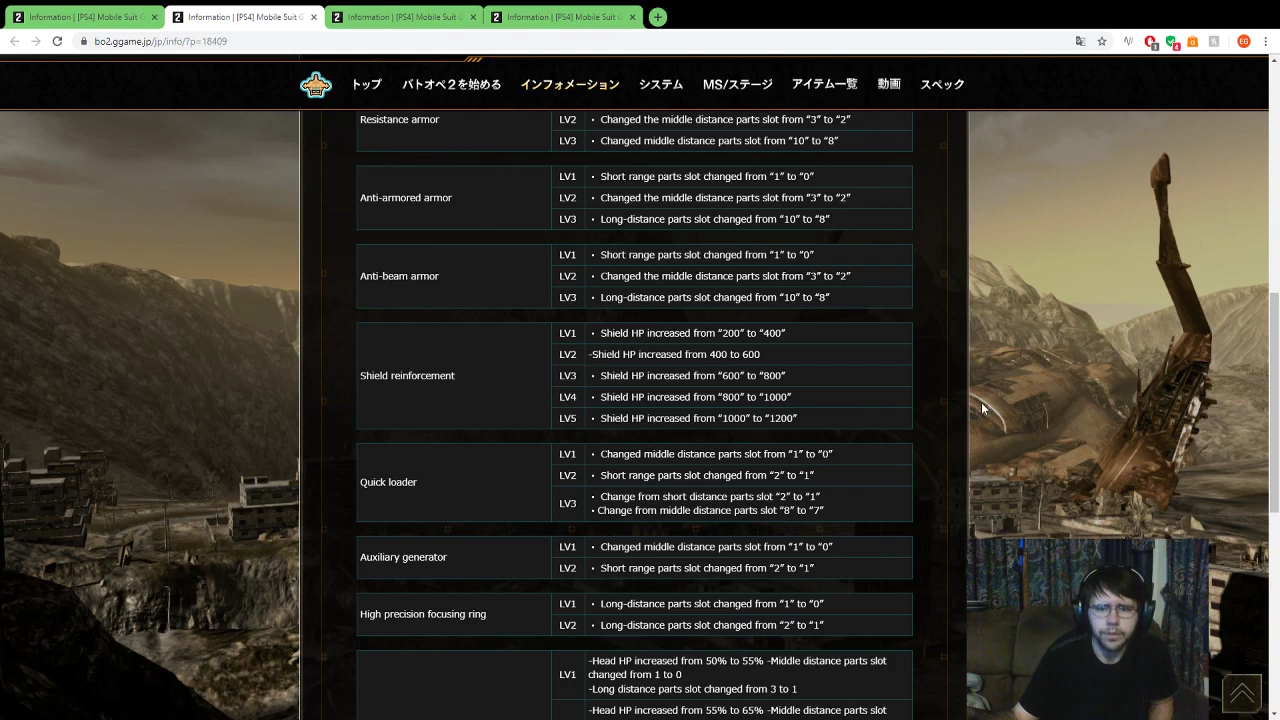 2 Information | [PS4] Mobile Suit G × 2 Information | [PS4] Mobile Suit G × 2 Information | [PS4] Mobile Suit G × 2 Information | [PS4] Mobile Suit G ×
bo2.ggame.jp/jp/info/?p=18409
EG
トップ バトオペ２を始める インフォメーション システム MS/ステージ アイテム一覧 動画 スペック
Resistance armor
LV2 ・ Changed the middle distance parts slot from “3” to “2”
LV3 ・ Changed middle distance parts slot from “10” to “8”
Anti-armored armor
LV1 ・ Short range parts slot changed from “1” to “0”
LV2 ・ Changed the middle distance parts slot from “3” to “2”
LV3 ・ Long-distance parts slot changed from “10” to “8”
Anti-beam armor
LV1 ・ Short range parts slot changed from “1” to “0”
LV2 ・ Changed the middle distance parts slot from “3” to “2”
LV3 ・ Long-distance parts slot changed from “10” to “8”
Shield reinforcement
LV1 ・ Shield HP increased from “200” to “400”
LV2 -Shield HP increased from 400 to 600
LV3 ・ Shield HP increased from “600” to “800”
LV4 ・ Shield HP increased from “800” to “1000”
LV5 ・ Shield HP increased from “1000” to “1200”
Quick loader
LV1 ・ Changed middle distance parts slot from “1” to “0”
LV2 ・ Short range parts slot changed from “2” to “1”
LV3 ・ Change from short distance parts slot “2” to “1”
・Change from middle distance parts slot “8” to “7”
Auxiliary generator
LV1 ・ Changed middle distance parts slot from “1” to “0”
LV2 ・ Short range parts slot changed from “2” to “1”
High precision focusing ring
LV1 ・ Long-distance parts slot changed from “1” to “0”
LV2 ・ Long-distance parts slot changed from “2” to “1”
LV1 -Head HP increased from 50% to 55% -Middle distance parts slot
changed from 1 to 0
-Long distance parts slot changed from 3 to 1
-Head HP increased from 55% to 65% -Middle distance parts slot